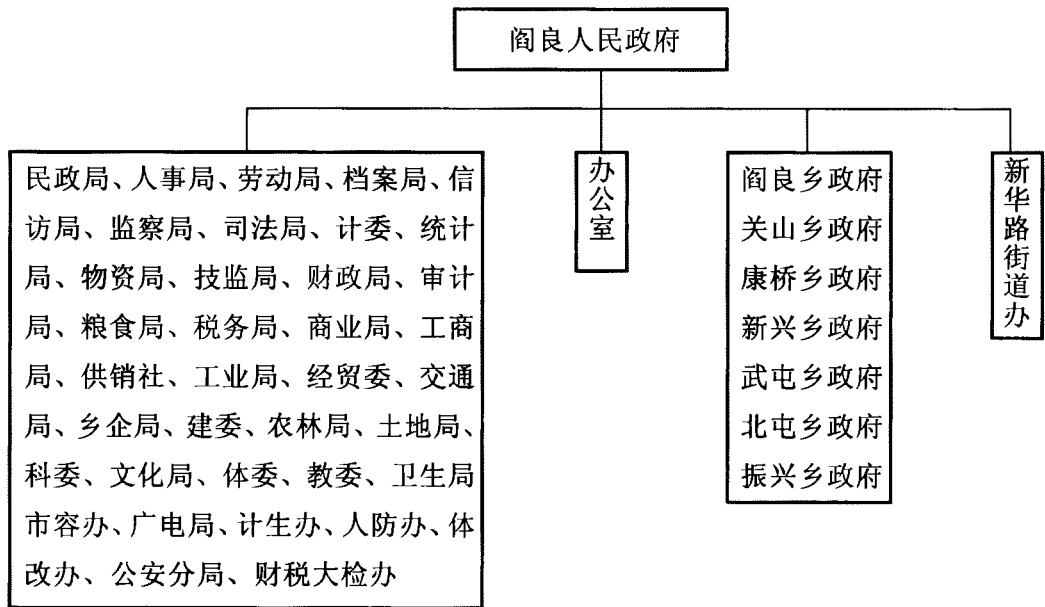 阎良人民政府
民政局、人事局、劳动局、档案局、信
访局、监察局、司法局、计委、统计
局、物资局、技监局、财政局、审计
局、粮食局、税务局、商业局、工商
局、供销社、工业局、经贸委、交通
局、乡企局、建委、农林局、土地局、
科委、文化局、体委、教委、卫生局
市容办、广电局、计生办、人防办、体
改办、公安分局、财税大检办
办公室
阎良乡政府
关山乡政府
康桥乡政府
新兴乡政府
武屯乡政府
北屯乡政府
振兴乡政府
新华路街道办